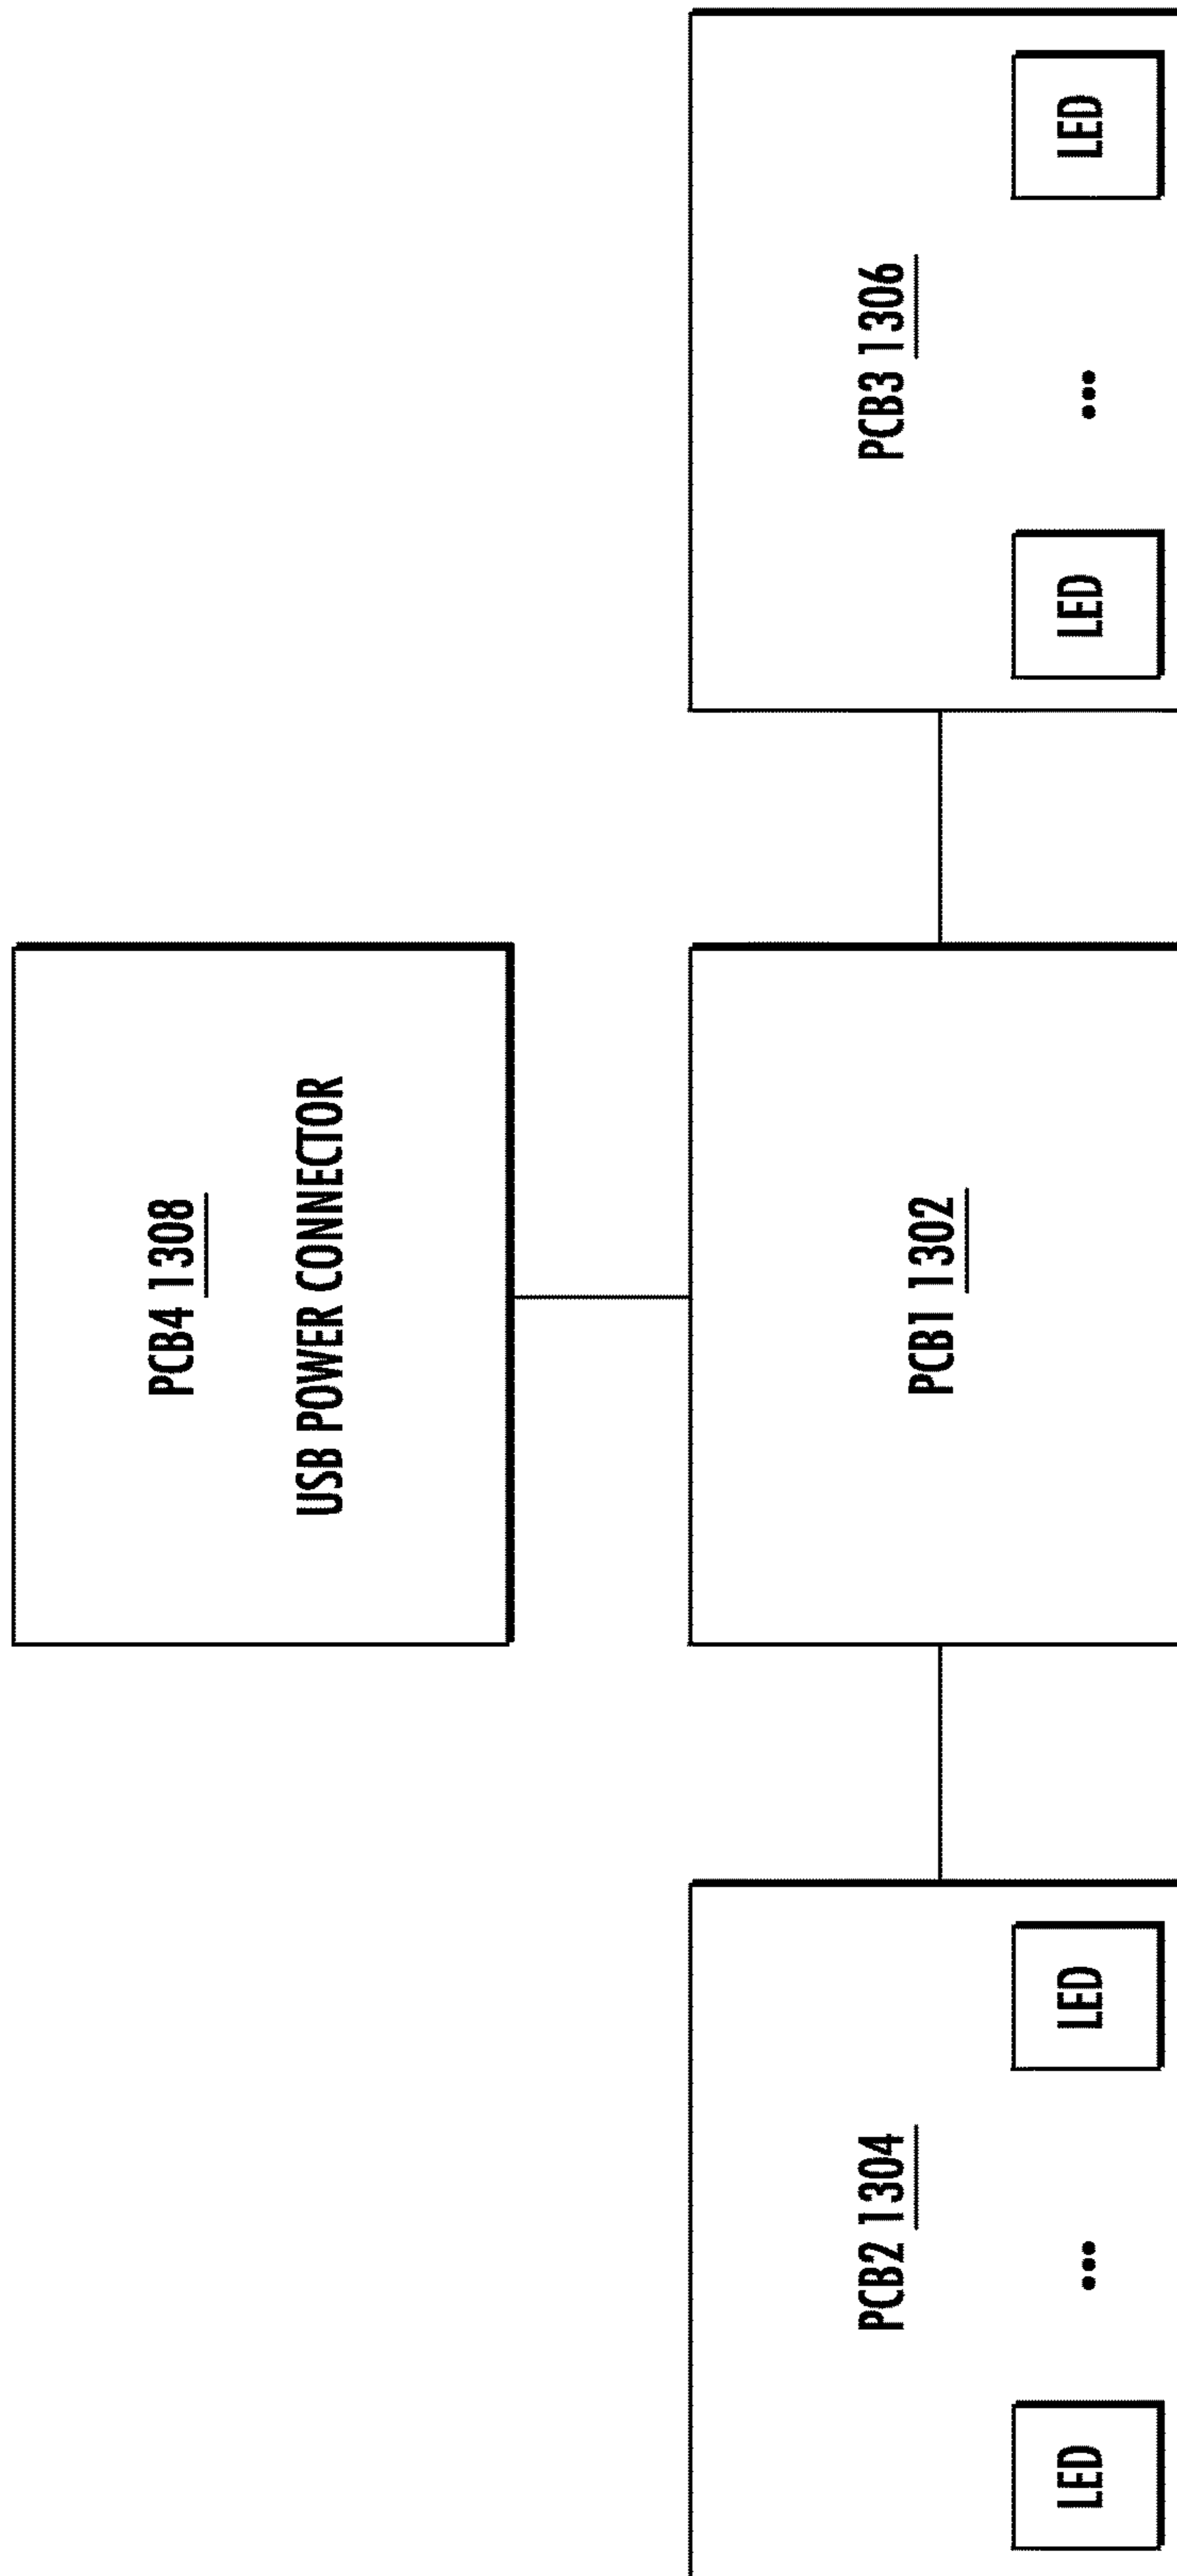 PCB4 1308
USB POWER CONNECTOR
PCB2 1304
LED
...
LED
PCB1 1302
PCB3 1306
LED
...
LED